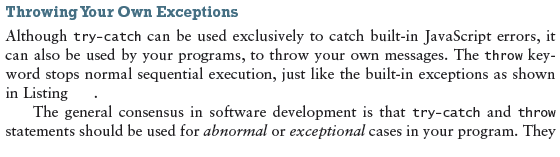 Throwing Your Own Exceptions
Although try-catch can be used exclusively to catch built-in JavaScript errors, it
can also be used by your programs, to throw your own messages. The throw key-
word stops normal sequential execution, just like the built-in exceptions as shown
in Listing .
The general consensus in software development is that try-catch and throw
statements should be used for abnormal or exceptional cases in your program. They